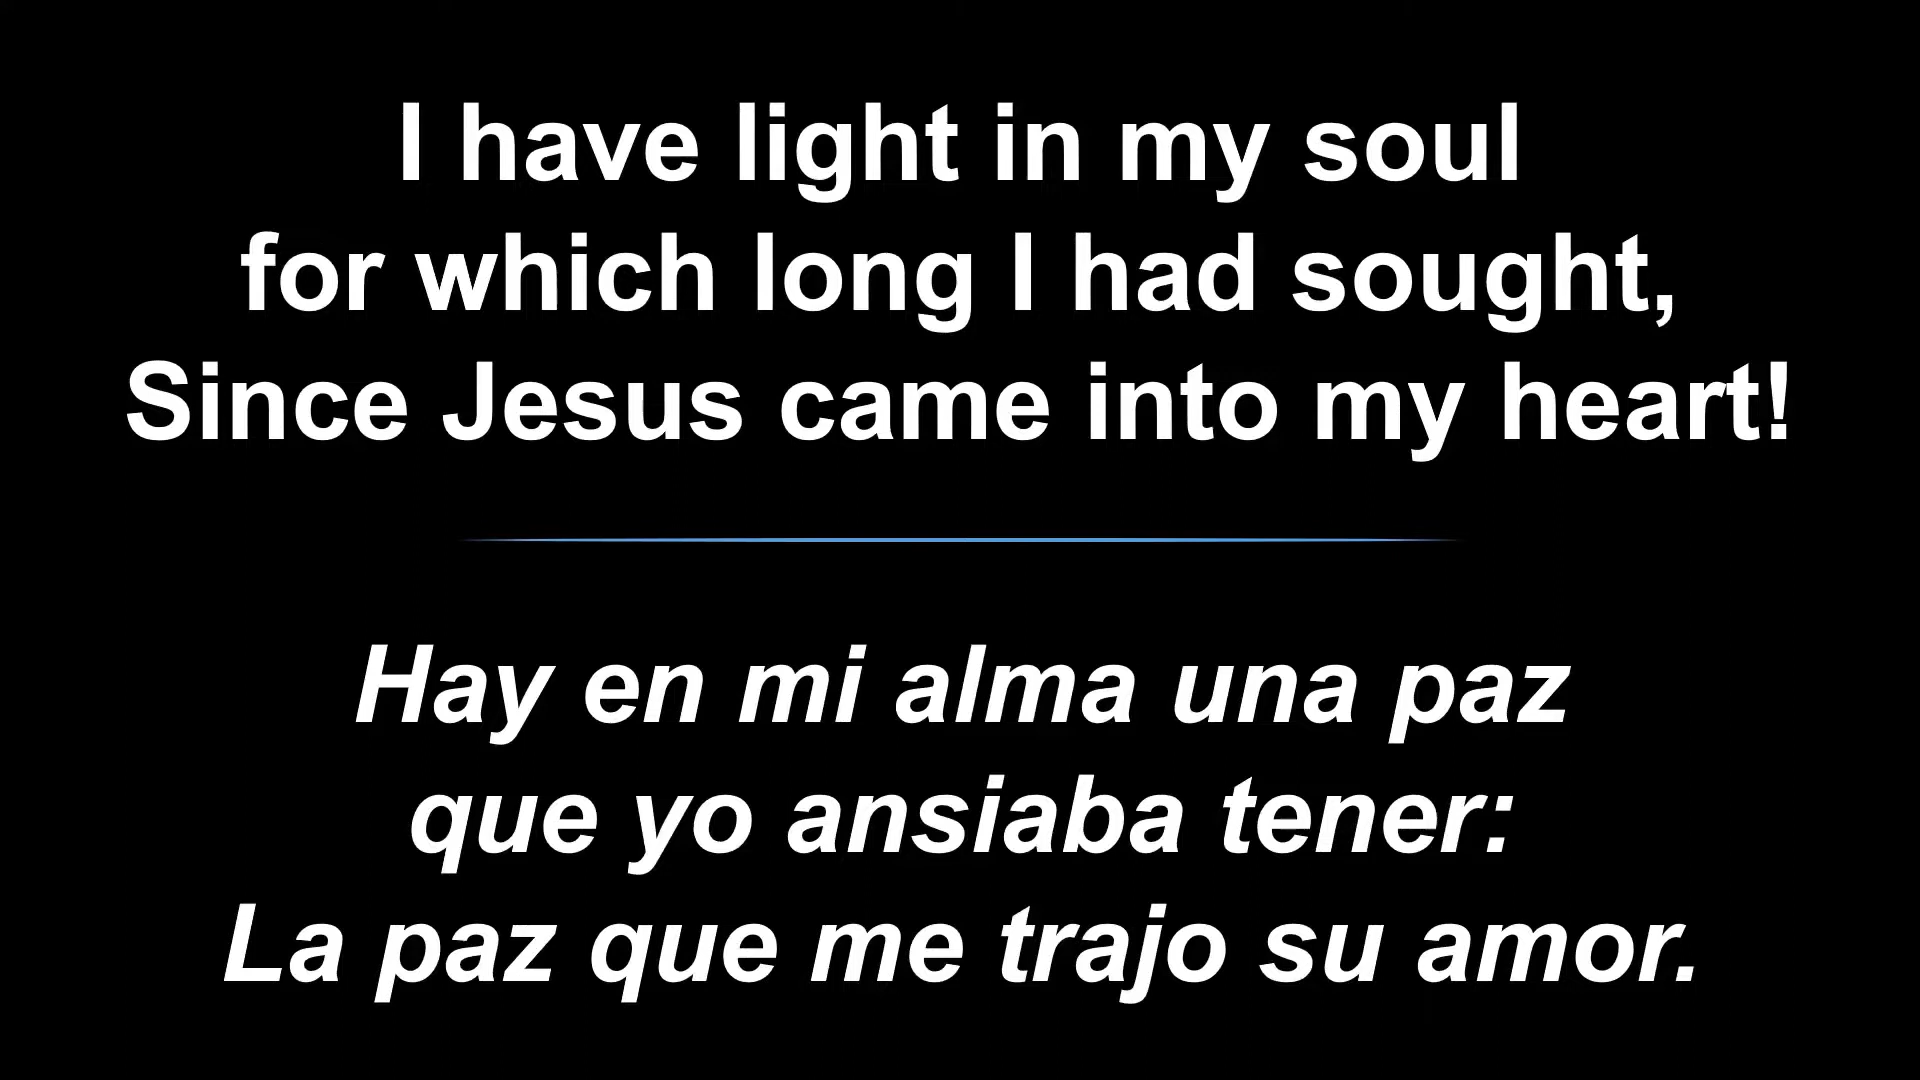 I have light in my soul
for which long I had sought,
Since Jesus came into my heart!
Hay en mi alma una paz
que yo ansiaba tener:
La paz que me trajo su amor.